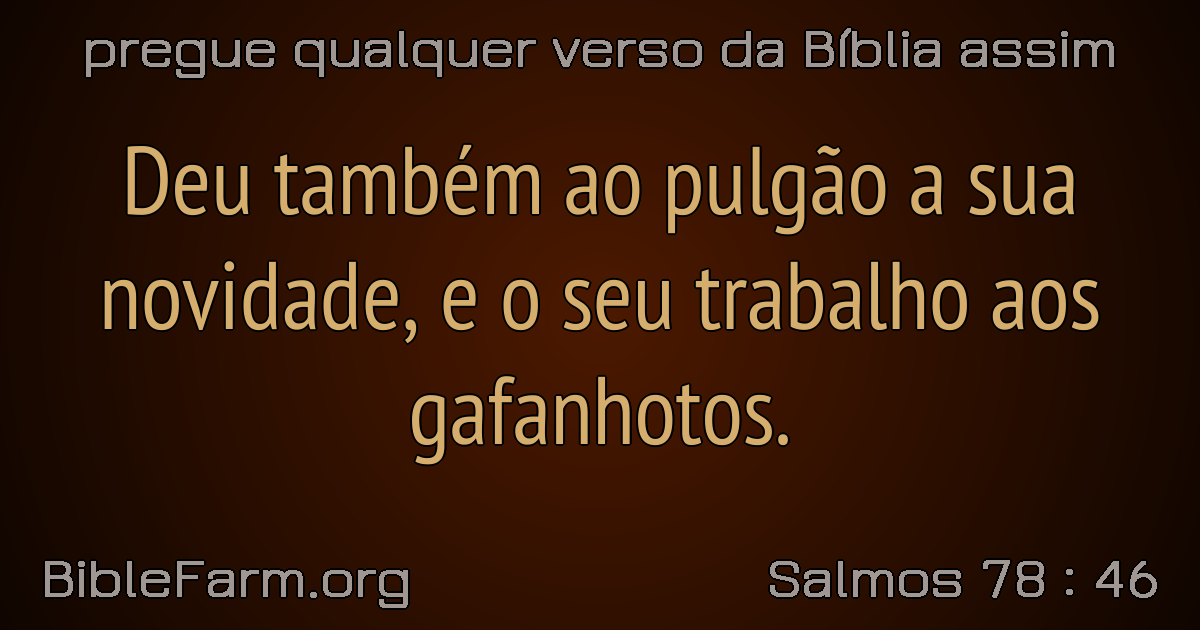 pregue qualquer verso da Bíblia assim
Deu também ao pulgão a sua
novidade, e o seu trabalho aos
gafanhotos.
BibleFarm.org
Salmos 78 : 46